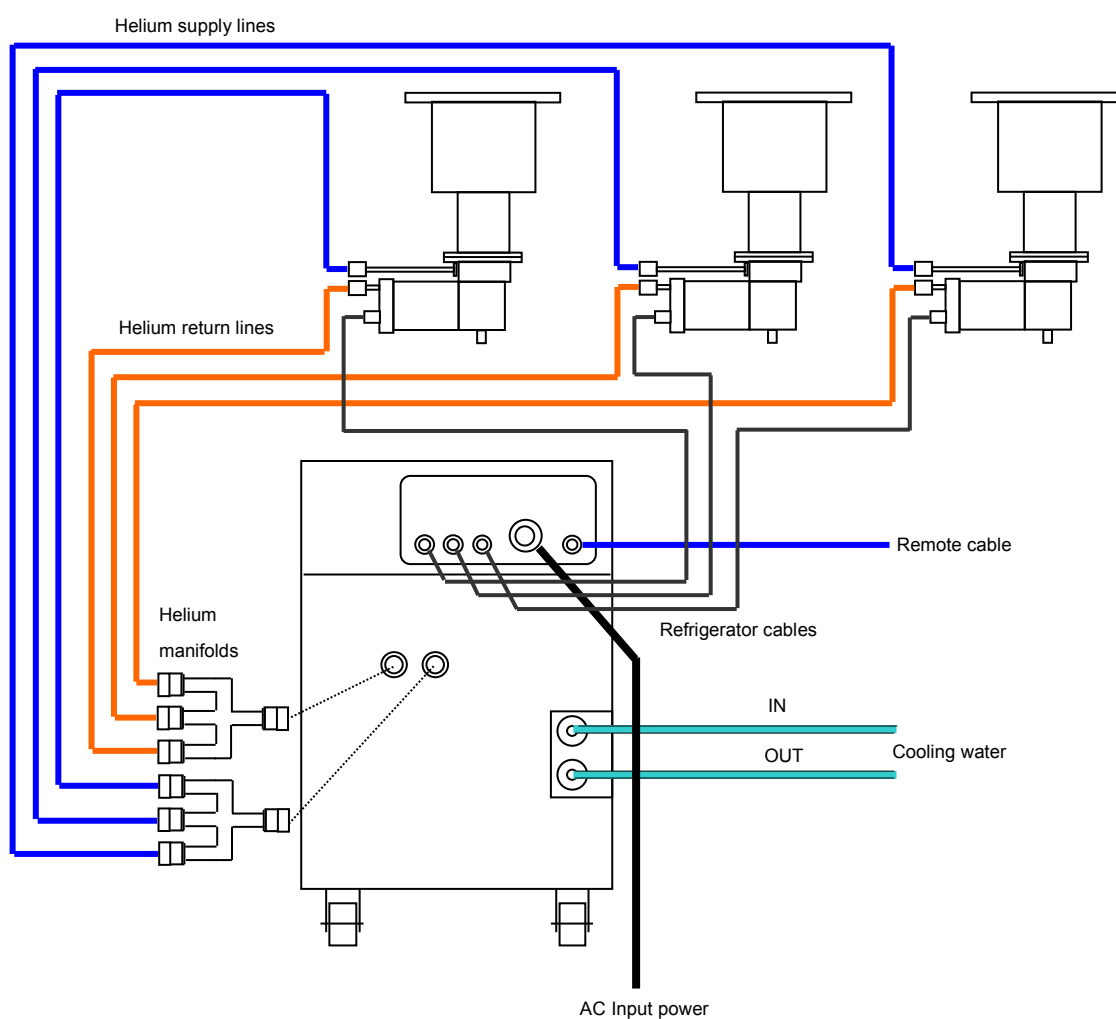 Helium supply lines
Helium return lines
Remote cable
Helium
manifolds
Refrigerator cables
IN
OUT
Cooling water
AC Input power